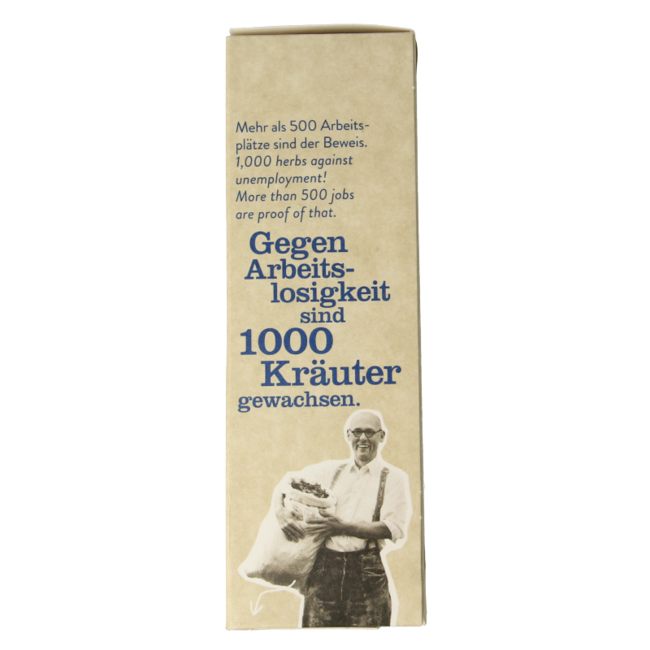 Mehr als 500 Arbeits-
plätze sind der Beweis.
1,000 herbs against
unemployment!
More than 500 jobs
are proof of that.
Gegen
Arbeits-
losigkeit
sind
1000
Kräuter
gewachsen.